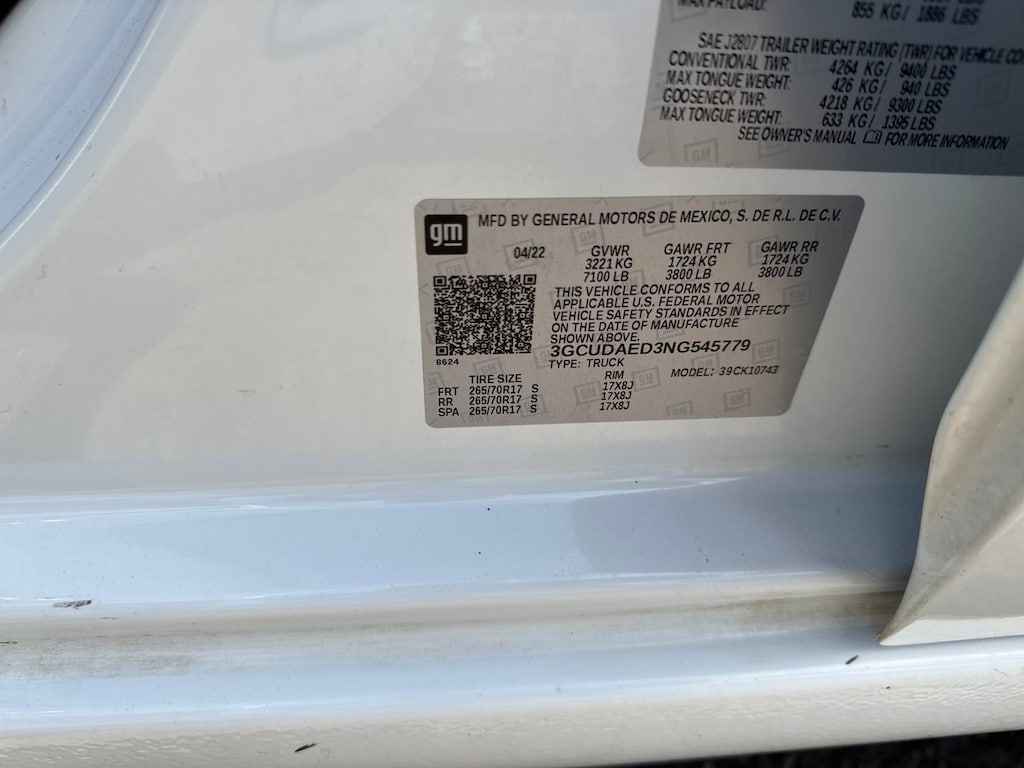 MAX PAYLOAD: 855 KG/ 1886 LBS
SAE J2807 TRAILER WEIGHT RATING (TWR) FOR VEHICLE
CONVENTIONAL TWR: 4264 KG/ 9400 LBS
MAX TONGUE WEIGHT: 426 KG/ 940 LBS
GOOSENECK TWR: 4218 KG/ 9300 LBS
MAX TONGUE WEIGHT: 633 KG/ 1395 LBS
SEE OWNER'S MANUAL FOR MORE INFORMATION
GM
gm
MFD BY GENERAL MOTORS DE MEXICO, S. DE R.L. DE C.V.
04/22 GVWR GAWR FRT GAWR RR
3221 KG 1724 KG 1724 KG
7100 LB 3800 LB 3800 LB
THIS VEHICLE CONFORMS TO ALL
APPLICABLE U.S. FEDERAL MOTOR
VEHICLE SAFETY STANDARDS IN EFFECT
ON THE DATE OF MANUFACTURE
SHOWN ABOVE.
3GCUDAED3NG545779
8624
TYPE: TRUCK MODEL: 39CK10743
TIRE SIZE RIM
FRT 265/70R17 S 17X8J
RR 265/70R17 S 17X8J
SPA 265/70R17 S 17X8J